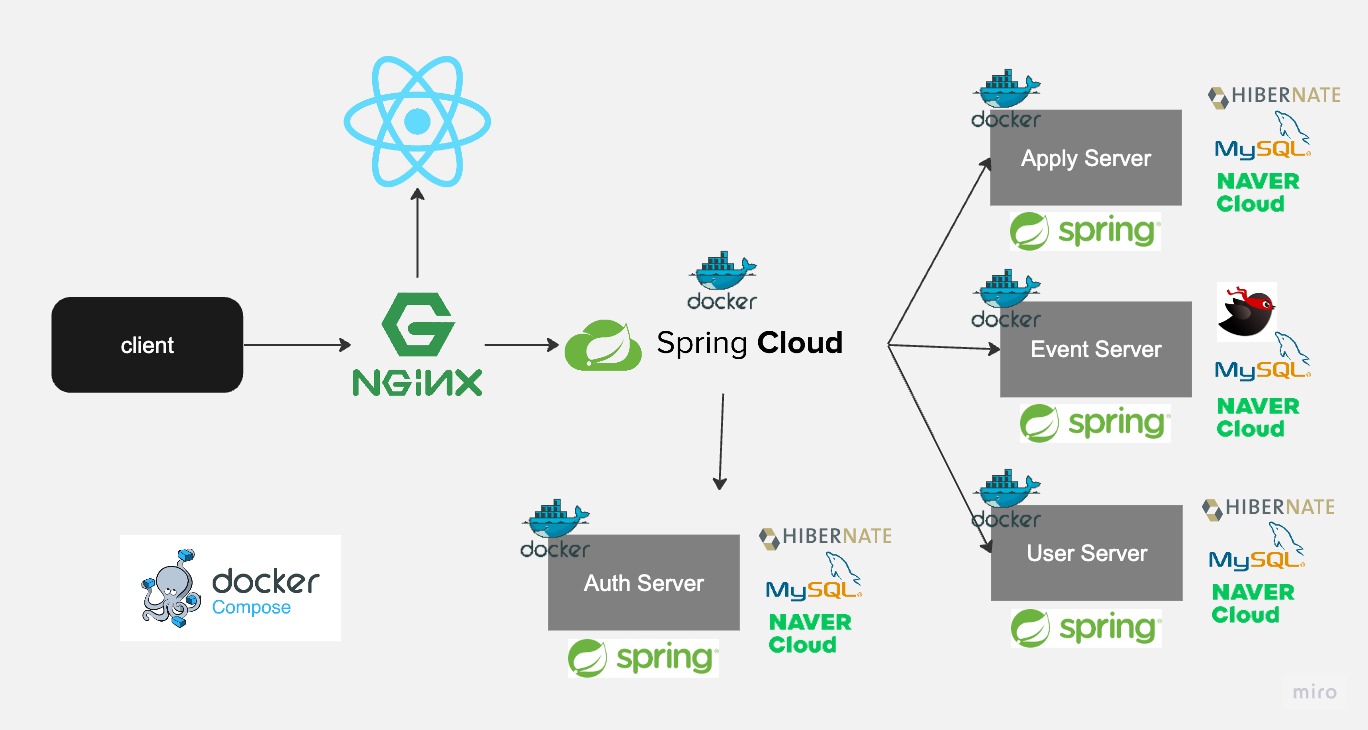 client
NGiNX
docker
Spring Cloud
docker
Compose
docker
Auth Server
spring
HIBERNATE
MySQL
NAVER
Cloud
docker
Apply Server
spring
HIBERNATE
MySQL
NAVER
Cloud
docker
Event Server
spring
MySQL
NAVER
Cloud
docker
User Server
spring
HIBERNATE
MySQL
NAVER
Cloud
miro